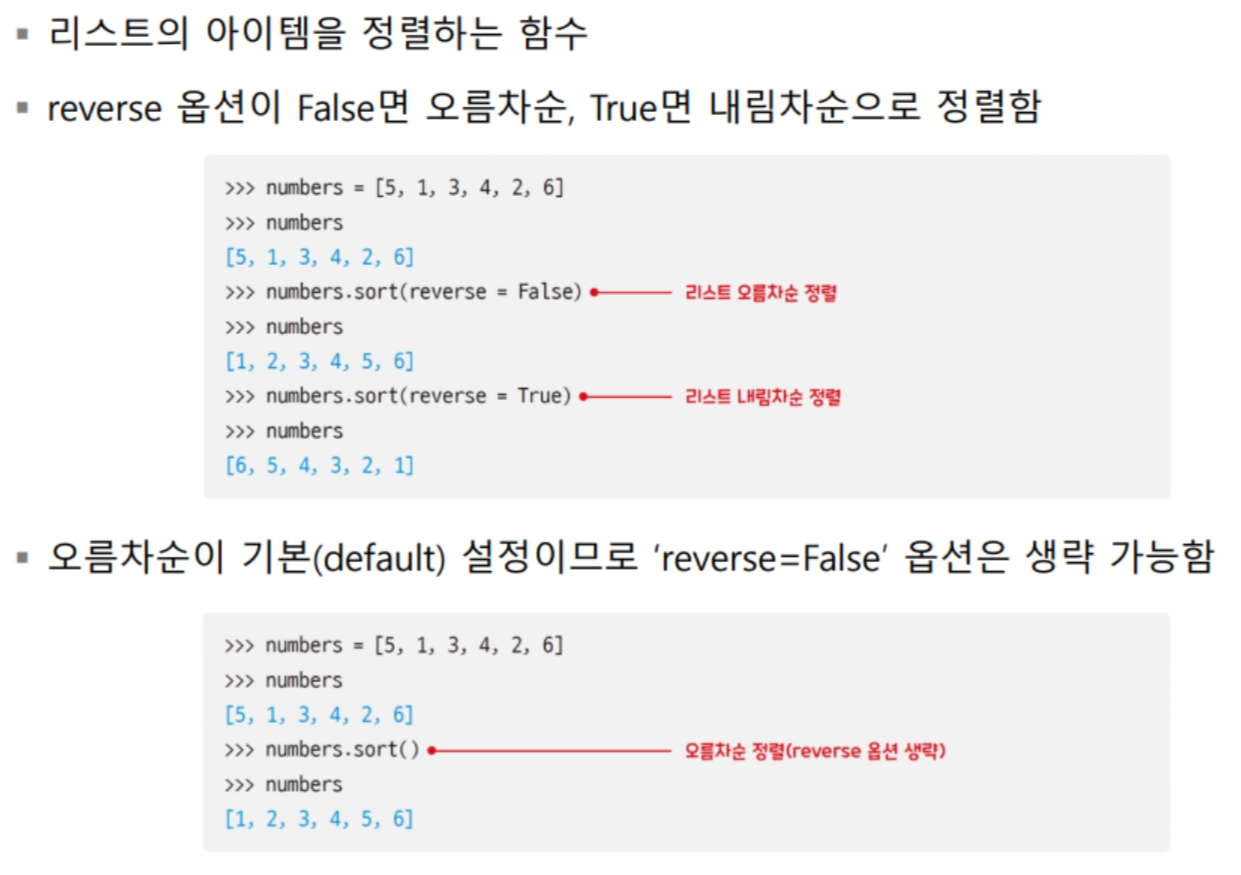 ▪ 리스트의 아이템을 정렬하는 함수
▪ reverse 옵션이 False면 오름차순, True면 내림차순으로 정렬함
>>> numbers = [5, 1, 3, 4, 2, 6]
>>> numbers
[5, 1, 3, 4, 2, 6]
>>> numbers.sort(reverse = False) 리스트 오름차순 정렬
>>> numbers
[1, 2, 3, 4, 5, 6]
>>> numbers.sort(reverse = True) 리스트 내림차순 정렬
>>> numbers
[6, 5, 4, 3, 2, 1]
▪ 오름차순이 기본(default) 설정이므로 ‘reverse=False’ 옵션은 생략 가능함
>>> numbers = [5, 1, 3, 4, 2, 6]
>>> numbers
[5, 1, 3, 4, 2, 6]
>>> numbers.sort() 오름차순 정렬(reverse 옵션 생략)
>>> numbers
[1, 2, 3, 4, 5, 6]